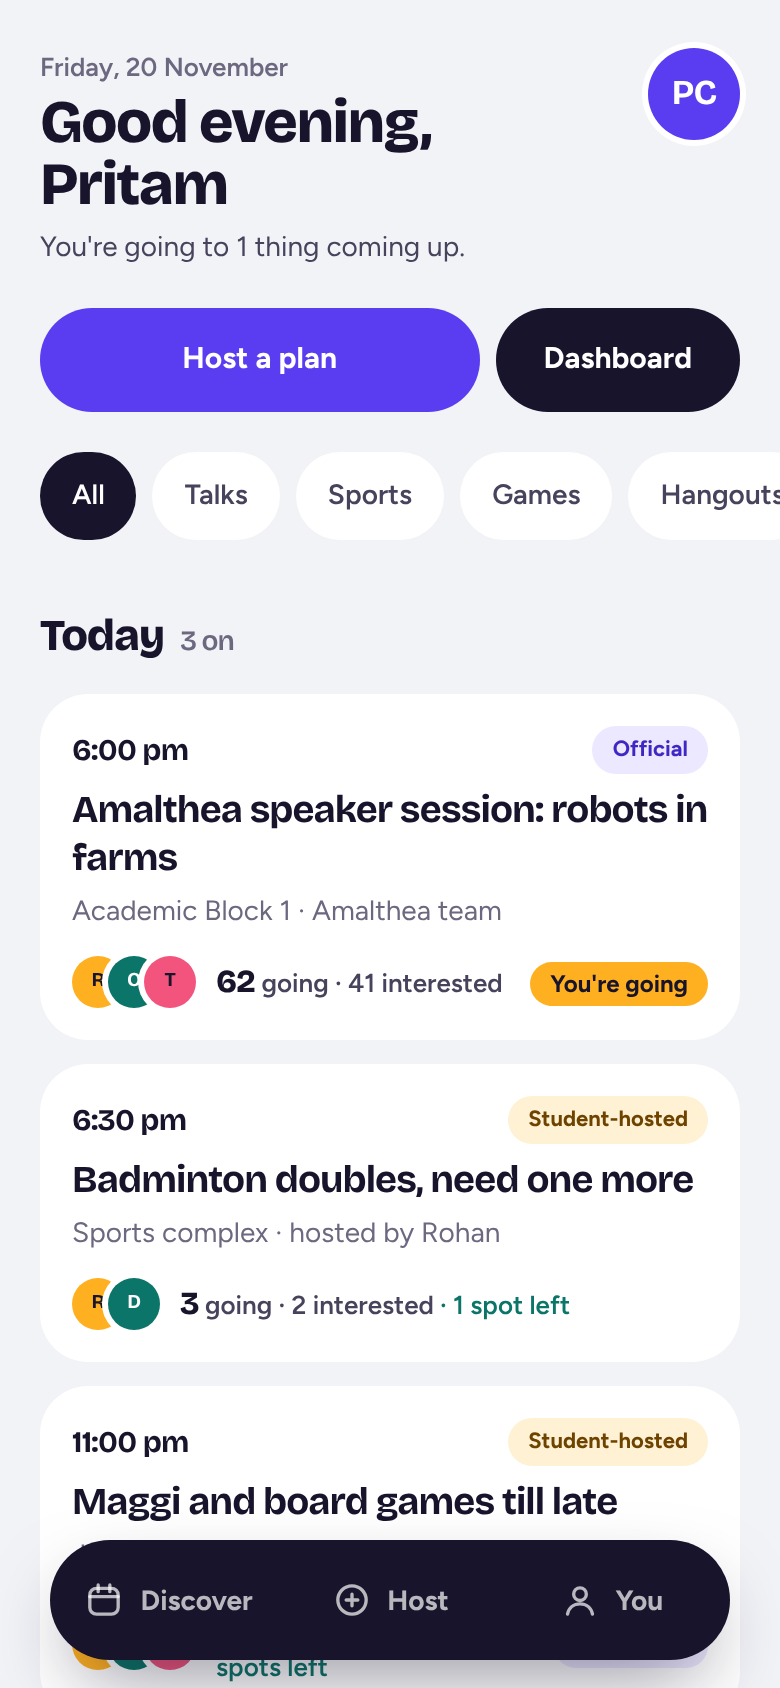 Friday, 20 November
PC
Good evening,
Pritam
You're going to 1 thing coming up.
Host a plan
Dashboard
All
Talks
Sports
Games
Hangouts
Today 3 on
6:00 pm
Official
Amalthea speaker session: robots in
farms
Academic Block 1 · Amalthea team
R O T 62 going · 41 interested
You're going
6:30 pm
Student-hosted
Badminton doubles, need one more
Sports complex · hosted by Rohan
R D 3 going · 2 interested · 1 spot left
11:00 pm
Student-hosted
Maggi and board games till late
Discover
Host
You
spots left